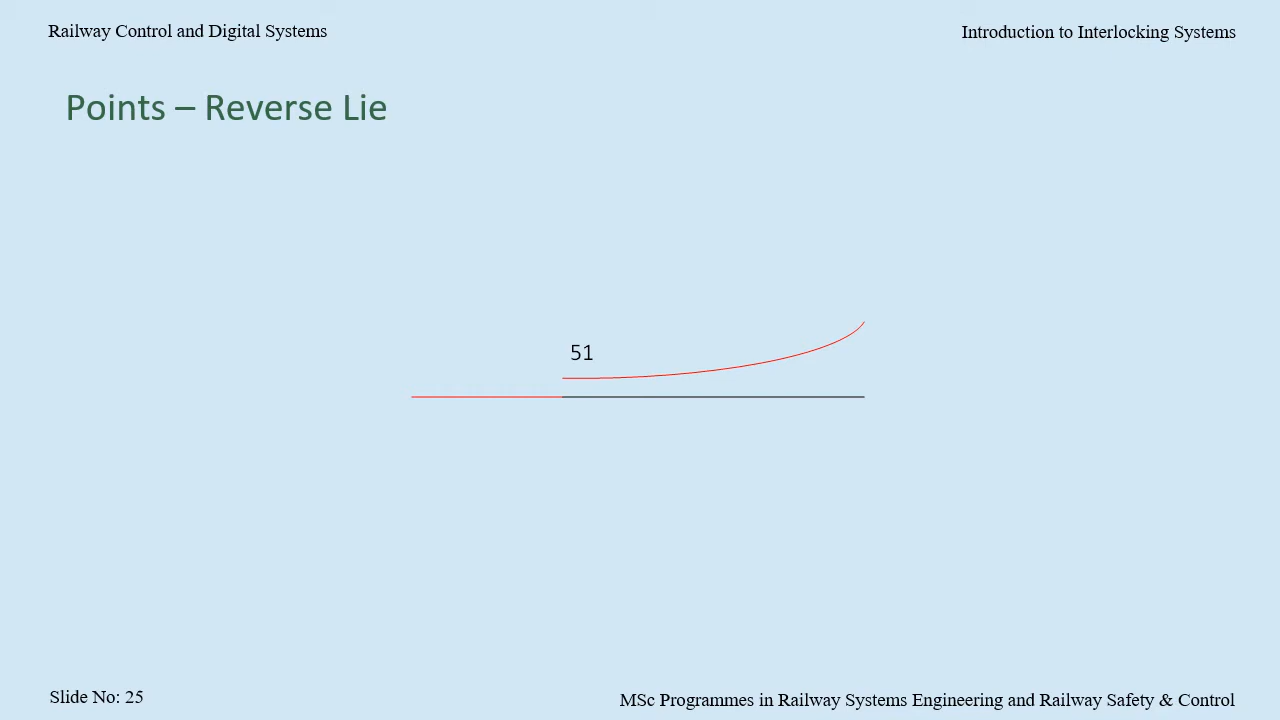 Railway Control and Digital Systems
Introduction to Interlocking Systems
Points – Reverse Lie
51
Slide No: 25
MSc Programmes in Railway Systems Engineering and Railway Safety & Control